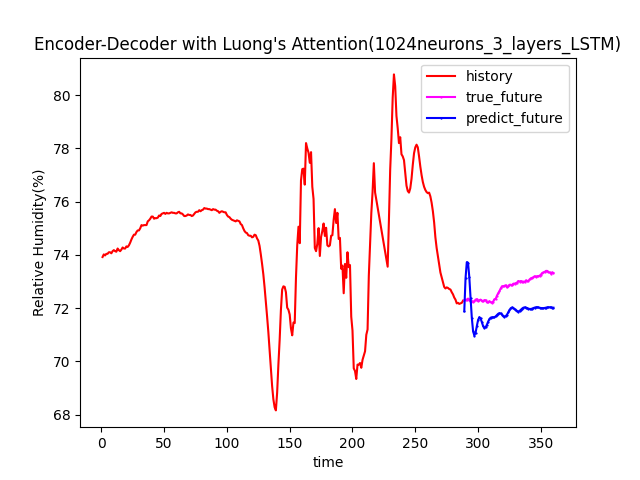 Encoder-Decoder with Luong's Attention(1024neurons_3_layers_LSTM)
history
true_future
predict_future
Relative Humidity(%)
80
78
76
74
72
70
68
0 50 100 150 200 250 300 350
time